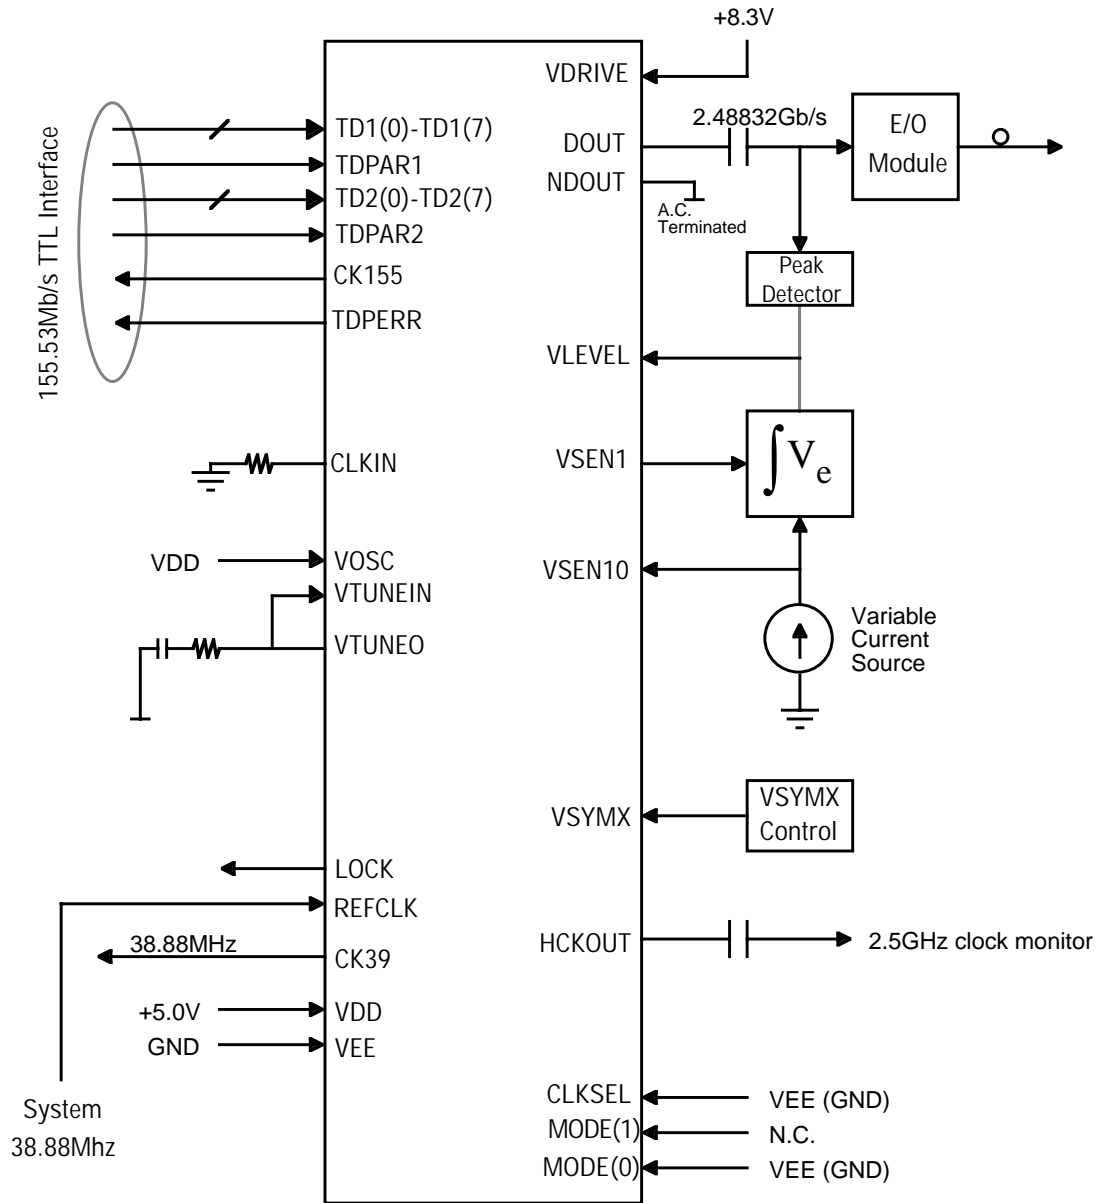 +8.3V
VDRIVE
2.48832Gb/s
DOUT
NDOUT
A.C.
Terminated
E/O
Module
Peak
Detector
VLEVEL
VSEN1
∫Ve
VSEN10
Variable
Current
Source
VSYMX
VSYMX
Control
HCKOUT
2.5GHz clock monitor
CLKSEL
VEE (GND)
MODE(1)
N.C.
MODE(0)
VEE (GND)
155.53Mb/s TTL Interface
TD1(0)-TD1(7)
TDPAR1
TD2(0)-TD2(7)
TDPAR2
CK155
TDPERR
CLKIN
VDD
VOSC
VTUNEIN
VTUNEO
LOCK
REFCLK
38.88MHz
CK39
+5.0V
VDD
GND
VEE
System
38.88Mhz